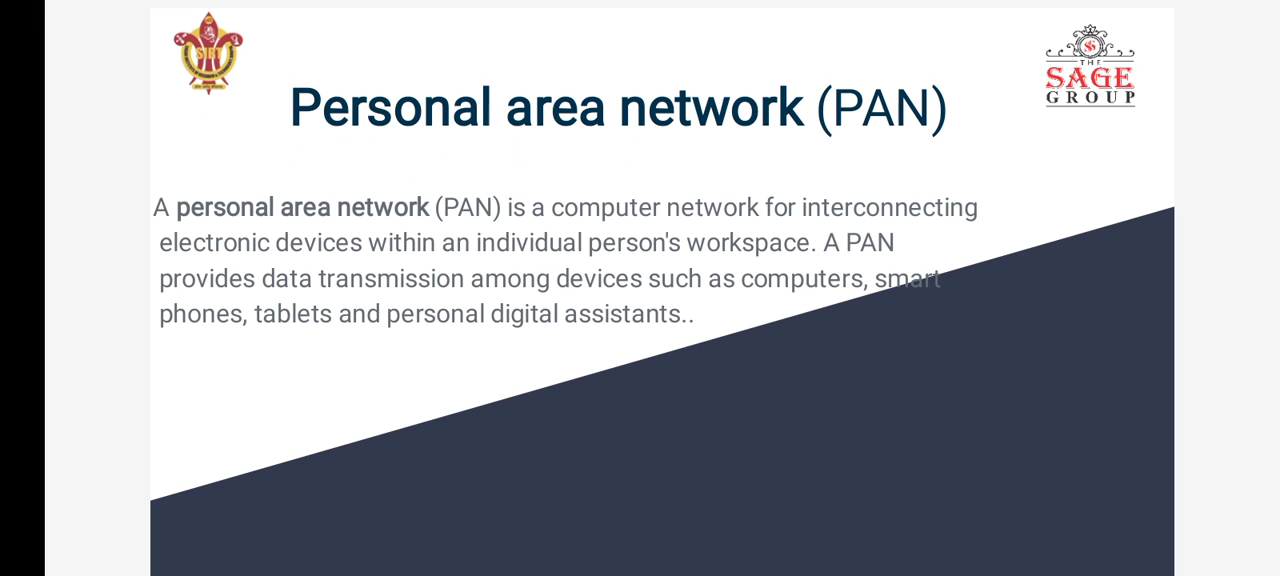 SIRT
THE
SAGE
GROUP
Personal area network (PAN)
A personal area network (PAN) is a computer network for interconnecting
electronic devices within an individual person's workspace. A PAN
provides data transmission among devices such as computers, smart
phones, tablets and personal digital assistants..